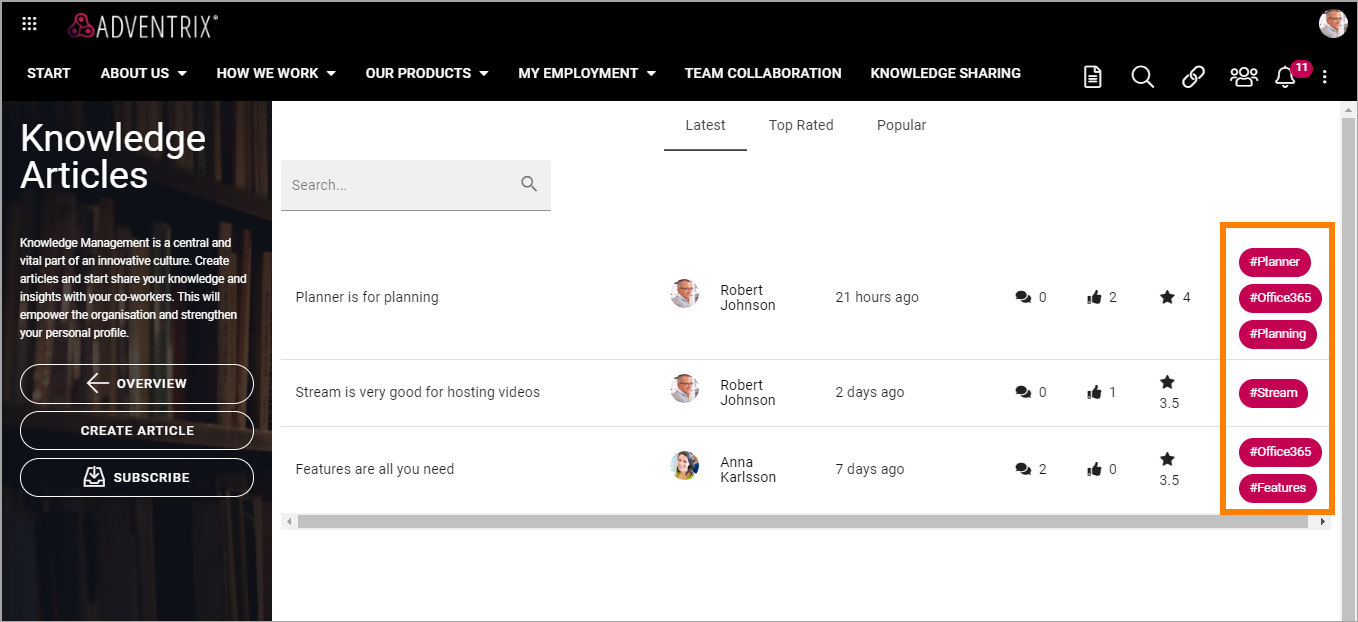 ADVENTRIX®
START ABOUT US HOW WE WORK OUR PRODUCTS MY EMPLOYMENT TEAM COLLABORATION KNOWLEDGE SHARING 11
Knowledge
Articles
Knowledge Management is a central and
vital part of an innovative culture. Create
articles and start share your knowledge and
insights with your co-workers. This will
empower the organisation and strengthen
your personal profile.
OVERVIEW
CREATE ARTICLE
SUBSCRIBE
Latest Top Rated Popular
Search...
Planner is for planning
Robert
Johnson
21 hours ago
0
2
4
#Planner
#Office365
#Planning
Stream is very good for hosting videos
Robert
Johnson
2 days ago
0
1
3.5
#Stream
Features are all you need
Anna
Karlsson
7 days ago
2
0
3.5
#Office365
#Features